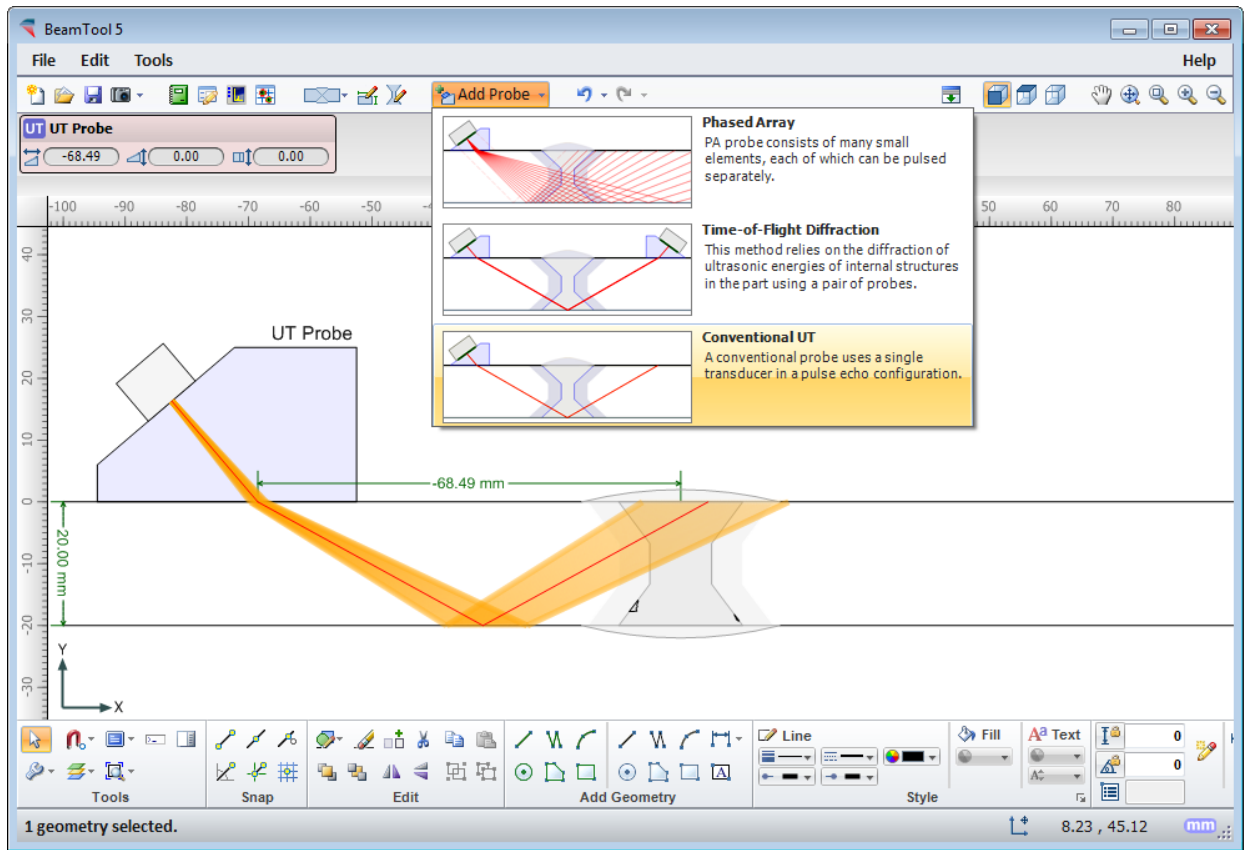 BeamTool 5
File Edit Tools Help
Add Probe
UT UT Probe
-68.49 0.00 0.00
-100 -90 -80 -70 -60 -50 50 60 70 80
Phased Array
PA probe consists of many small
elements, each of which can be pulsed
separately.
Time-of-Flight Diffraction
This method relies on the diffraction of
ultrasonic energies of internal structures
in the part using a pair of probes.
Conventional UT
A conventional probe uses a single
transducer in a pulse echo configuration.
40
30
20
10
0
-10
-20
-30
UT Probe
-68.49 mm
20.00 mm
Y
X
Line Fill Aa Text 0
0
Tools Snap Edit Add Geometry Style
1 geometry selected. 8.23 , 45.12 mm